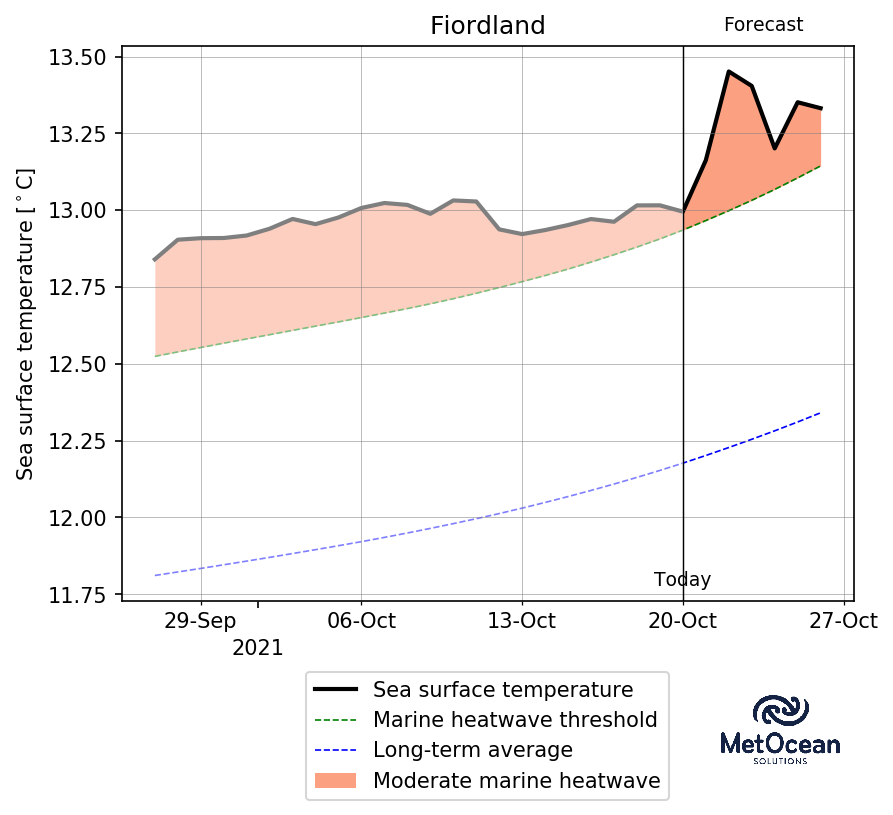 Fiordland
Forecast
Sea surface temperature [°C]
13.50
13.25
13.00
12.75
12.50
12.25
12.00
11.75
Today
29-Sep 06-Oct 13-Oct 20-Oct 27-Oct
2021
Sea surface temperature
Marine heatwave threshold
Long-term average
Moderate marine heatwave
MetOcean
SOLUTIONS